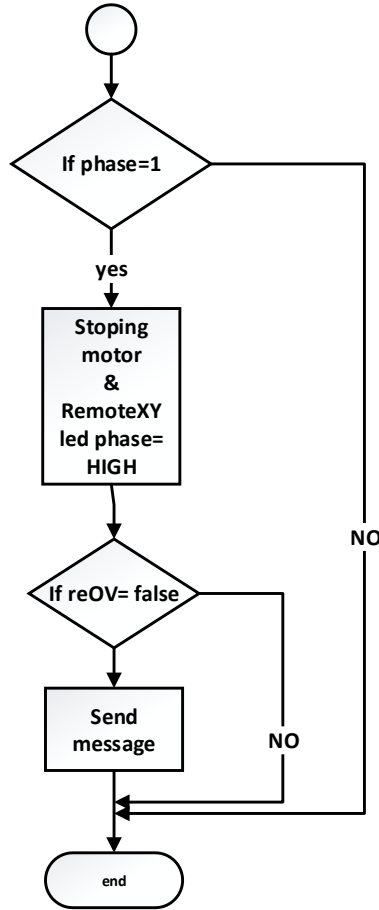 If phase=1
yes
Stoping
motor
&
RemoteXY
led phase=
HIGH
NO
If reOV= false
Send
message
NO
end